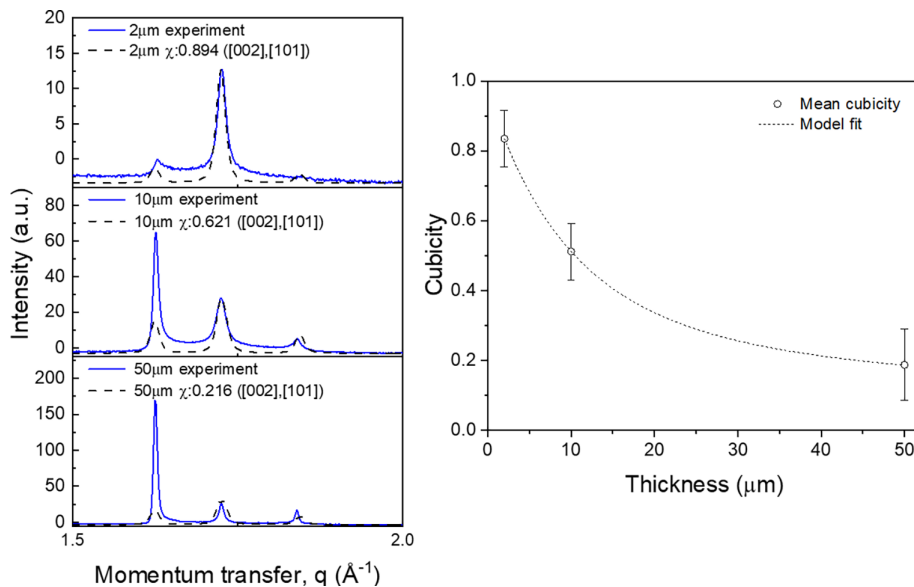 2μm experiment
2μm χ:0.894 ([002],[101])
15
12
10
5
0
10μm experiment
10μm χ:0.621 ([002],[101])
80
60
40
20
0
50μm experiment
50μm χ:0.216 ([002],[101])
200
150
100
50
0
1.5
2.0
Intensity (a.u.)
Momentum transfer, q (Å⁻¹)
Mean cubicity
Model fit
1.0
0.8
0.6
0.4
0.2
0.0
0
10
20
30
40
50
Cubicity
Thickness (μm)